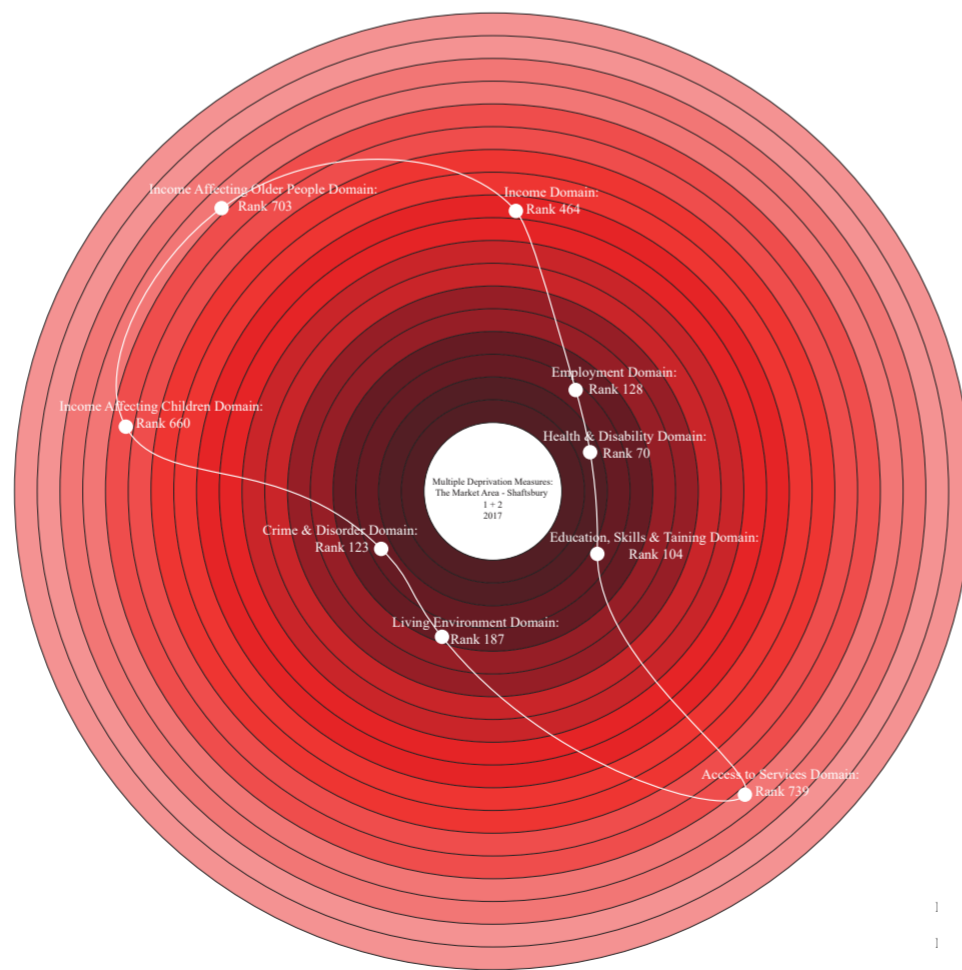 Income Affecting Older People Domain:
Rank 703
Income Domain:
Rank 464
Employment Domain:
Rank 128
Income Affecting Children Domain:
Rank 660
Health & Disability Domain:
Rank 70
Multiple Deprivation Measures:
The Market Area - Shaftsbury
1 + 2
2017
Crime & Disorder Domain:
Rank 123
Education, Skills & Taining Domain:
Rank 104
Living Environment Domain:
Rank 187
Access to Services Domain:
Rank 739